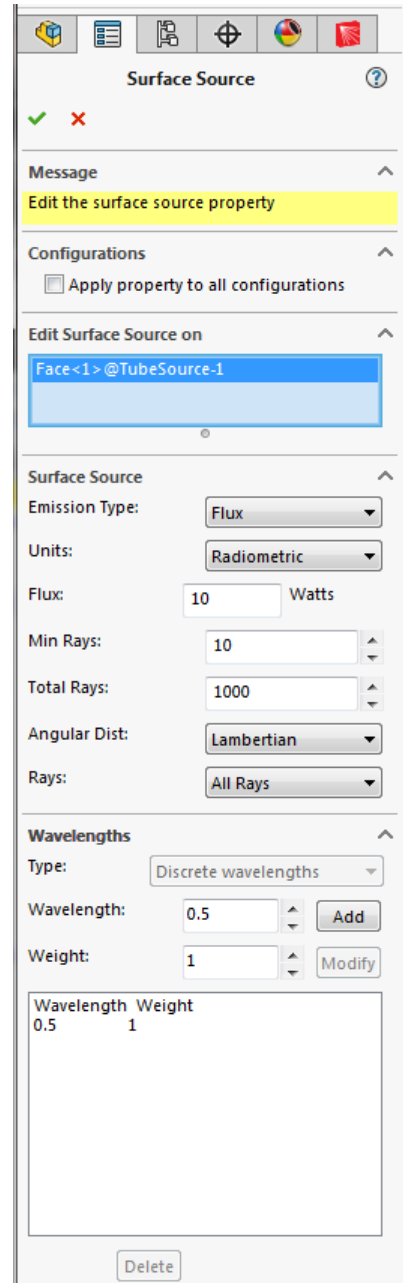 Surface Source
Message
Edit the surface source property
Configurations
Apply property to all configurations
Edit Surface Source on
Face<1>@TubeSource-1
Surface Source
Emission Type: Flux
Units: Radiometric
Flux: 10 Watts
Min Rays: 10
Total Rays: 1000
Angular Dist: Lambertian
Rays: All Rays
Wavelengths
Type: Discrete wavelengths
Wavelength: 0.5 Add
Weight: 1 Modify
Wavelength Weight
0.5 1
Delete